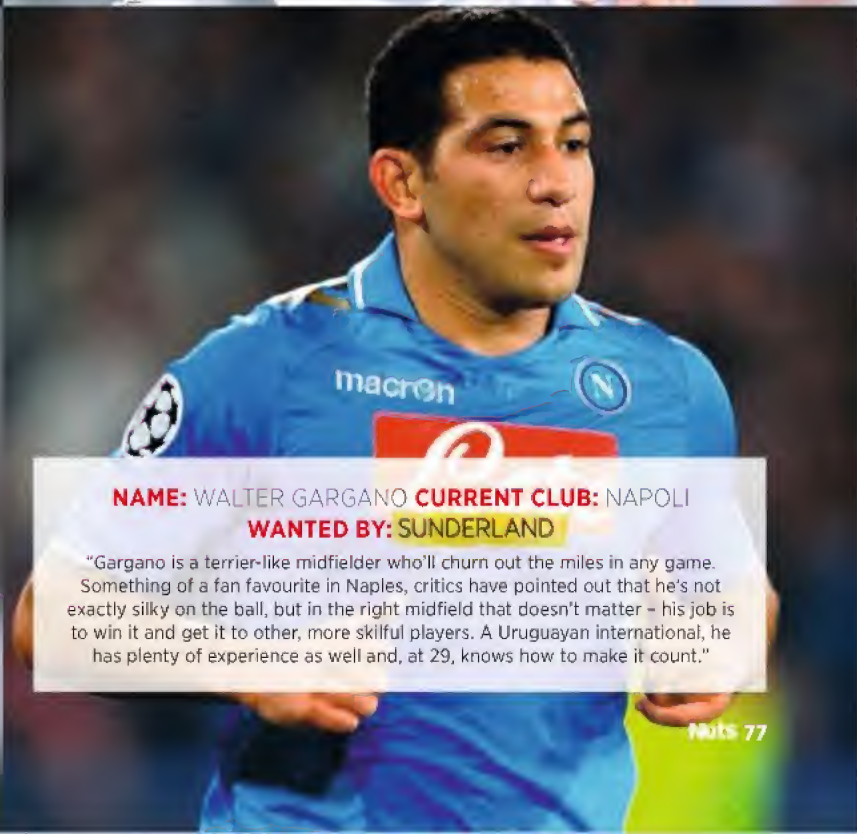 macron
N
NAME: WALTER GARGANO CURRENT CLUB: NAPOLI
WANTED BY: SUNDERLAND
“Gargano is a terrier-like midfielder who’ll churn out the miles in any game.
Something of a fan favourite in Naples, critics have pointed out that he’s not
exactly silky on the ball, but in the right midfield that doesn’t matter – his job is
to win it and get it to other, more skilful players. A Uruguayan international, he
has plenty of experience as well and, at 29, knows how to make it count.”
Nuts 77